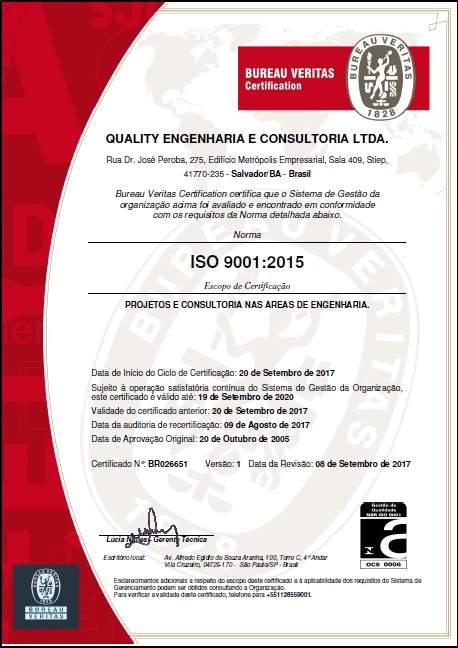 BUREAU VERITAS
Certification
BUREAU VERITAS
1828
QUALITY ENGENHARIA E CONSULTORIA LTDA.
Rua Dr. José Peroba, 275, Edifício Metrópolis Empresarial, Sala 409, Stiep,
41770-235 - Salvador/BA - Brasil
Bureau Veritas Certification certifica que o Sistema de Gestão da
organização acima foi avaliado e encontrado em conformidade
com os requisitos da Norma detalhada abaixo.
Norma
ISO 9001:2015
Escopo de Certificação
PROJETOS E CONSULTORIA NAS ÁREAS DE ENGENHARIA.
Data de Início do Ciclo de Certificação: 20 de Setembro de 2017
Sujeito à operação satisfatória contínua do Sistema de Gestão da Organização,
este certificado é válido até: 19 de Setembro de 2020
Validade do certificado anterior: 20 de Setembro de 2017
Data da auditoria de recertificação: 09 de Agosto de 2017
Data de Aprovação Original: 20 de Outubro de 2005
Certificado Nº: BR026651 Versão: 1 Data da Revisão: 08 de Setembro de 2017
Lúcia Nunes - Gerente Técnica
Escritório local: Av. Alfredo Egídio de Souza Aranha, 100, Torre C, 4º Andar
Vila Cruzeiro, 04726-170 - São Paulo/SP - Brasil
Esclarecimentos adicionais a respeito do escopo deste certificado e à aplicabilidade dos requisitos do Sistema de
Gerenciamento podem ser obtidos consultando a Organização.
Para verificar a validade deste certificado, telefone para +551126559001.
Gestão da
Qualidade
NBR ISO 9001
OCS 0006
BUREAU
VERITAS